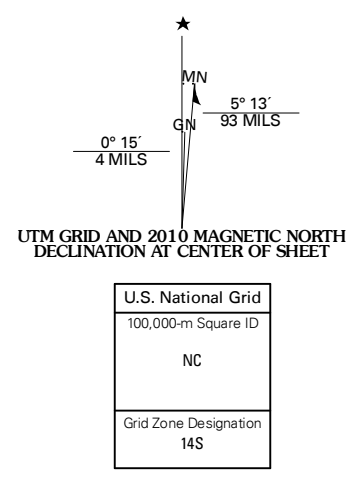 ★
MN
GN
5° 13´
93 MILS
0° 15´
4 MILS
UTM GRID AND 2010 MAGNETIC NORTH
DECLINATION AT CENTER OF SHEET
U.S. National Grid
100,000-m Square ID
NC
Grid Zone Designation
14S